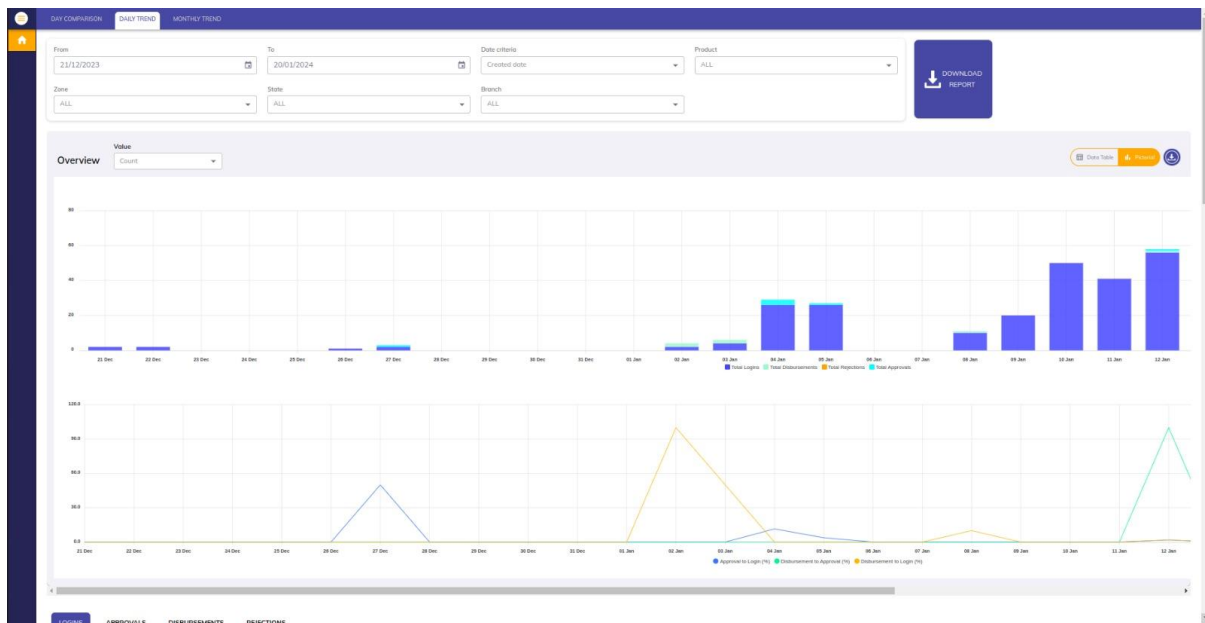 DAY COMPARISON DAILY TREND MONTHLY TREND
From To Date criteria Product
21/12/2023 20/01/2024 Created date ALL
DOWNLOAD
REPORT
Zone State Branch
ALL ALL ALL
Overview
Value
Count
Data Table Pictorial
80
60
40
20
0
21 Dec 22 Dec 23 Dec 24 Dec 25 Dec 26 Dec 27 Dec 28 Dec 29 Dec 30 Dec 31 Dec 01 Jan 02 Jan 03 Jan 04 Jan 05 Jan 06 Jan 07 Jan 08 Jan 09 Jan 10 Jan 11 Jan 12 Jan
Total Logins Total Disbursements Total Rejections Total Approvals
120.0
90.0
60.0
30.0
0.0
21 Dec 22 Dec 23 Dec 24 Dec 25 Dec 26 Dec 27 Dec 28 Dec 29 Dec 30 Dec 31 Dec 01 Jan 02 Jan 03 Jan 04 Jan 05 Jan 06 Jan 07 Jan 08 Jan 09 Jan 10 Jan 11 Jan 12 Jan
Approval to Login (%) Disbursement to Approval (%) Disbursement to Login (%)
LOGINS APPROVALS DISBURSEMENTS REJECTIONS